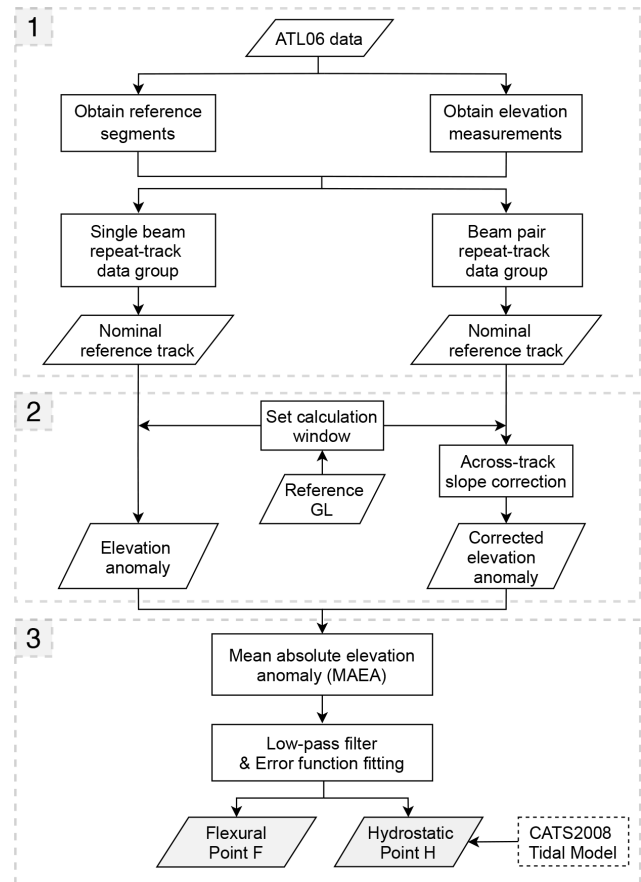 1
ATL06 data
Obtain reference
segments
Obtain elevation
measurements
Single beam
repeat-track
data group
Beam pair
repeat-track
data group
Nominal
reference track
Nominal
reference track
2
Set calculation
window
Reference
GL
Across-track
slope correction
Elevation
anomaly
Corrected
elevation
anomaly
3
Mean absolute elevation
anomaly (MAEA)
Low-pass filter
& Error function fitting
Flexural
Point F
Hydrostatic
Point H
CATS2008
Tidal Model